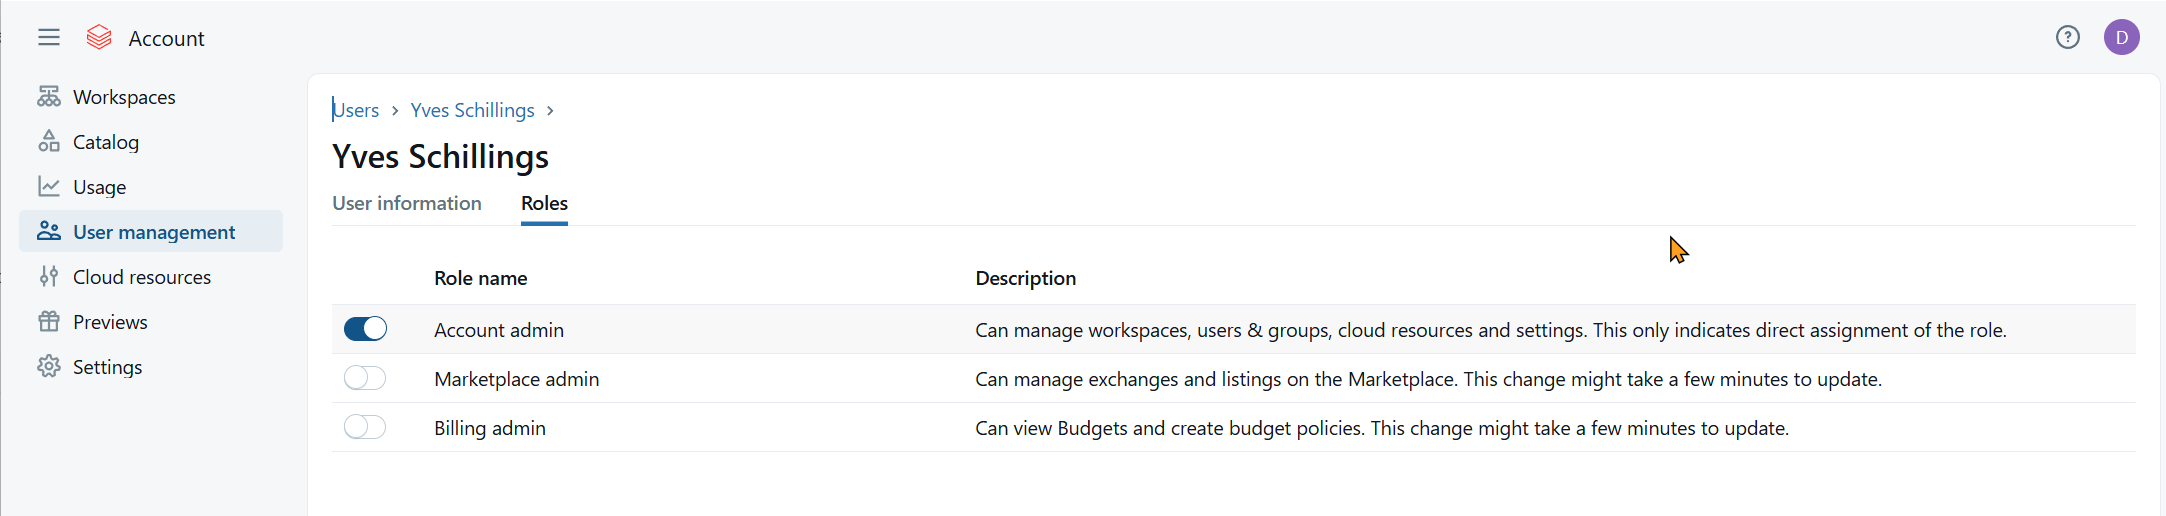 Account
?
D
Workspaces
Catalog
Usage
User management
Cloud resources
Previews
Settings
Users > Yves Schillings >
Yves Schillings
User information Roles
Role name Description
Account admin Can manage workspaces, users & groups, cloud resources and settings. This only indicates direct assignment of the role.
Marketplace admin Can manage exchanges and listings on the Marketplace. This change might take a few minutes to update.
Billing admin Can view Budgets and create budget policies. This change might take a few minutes to update.